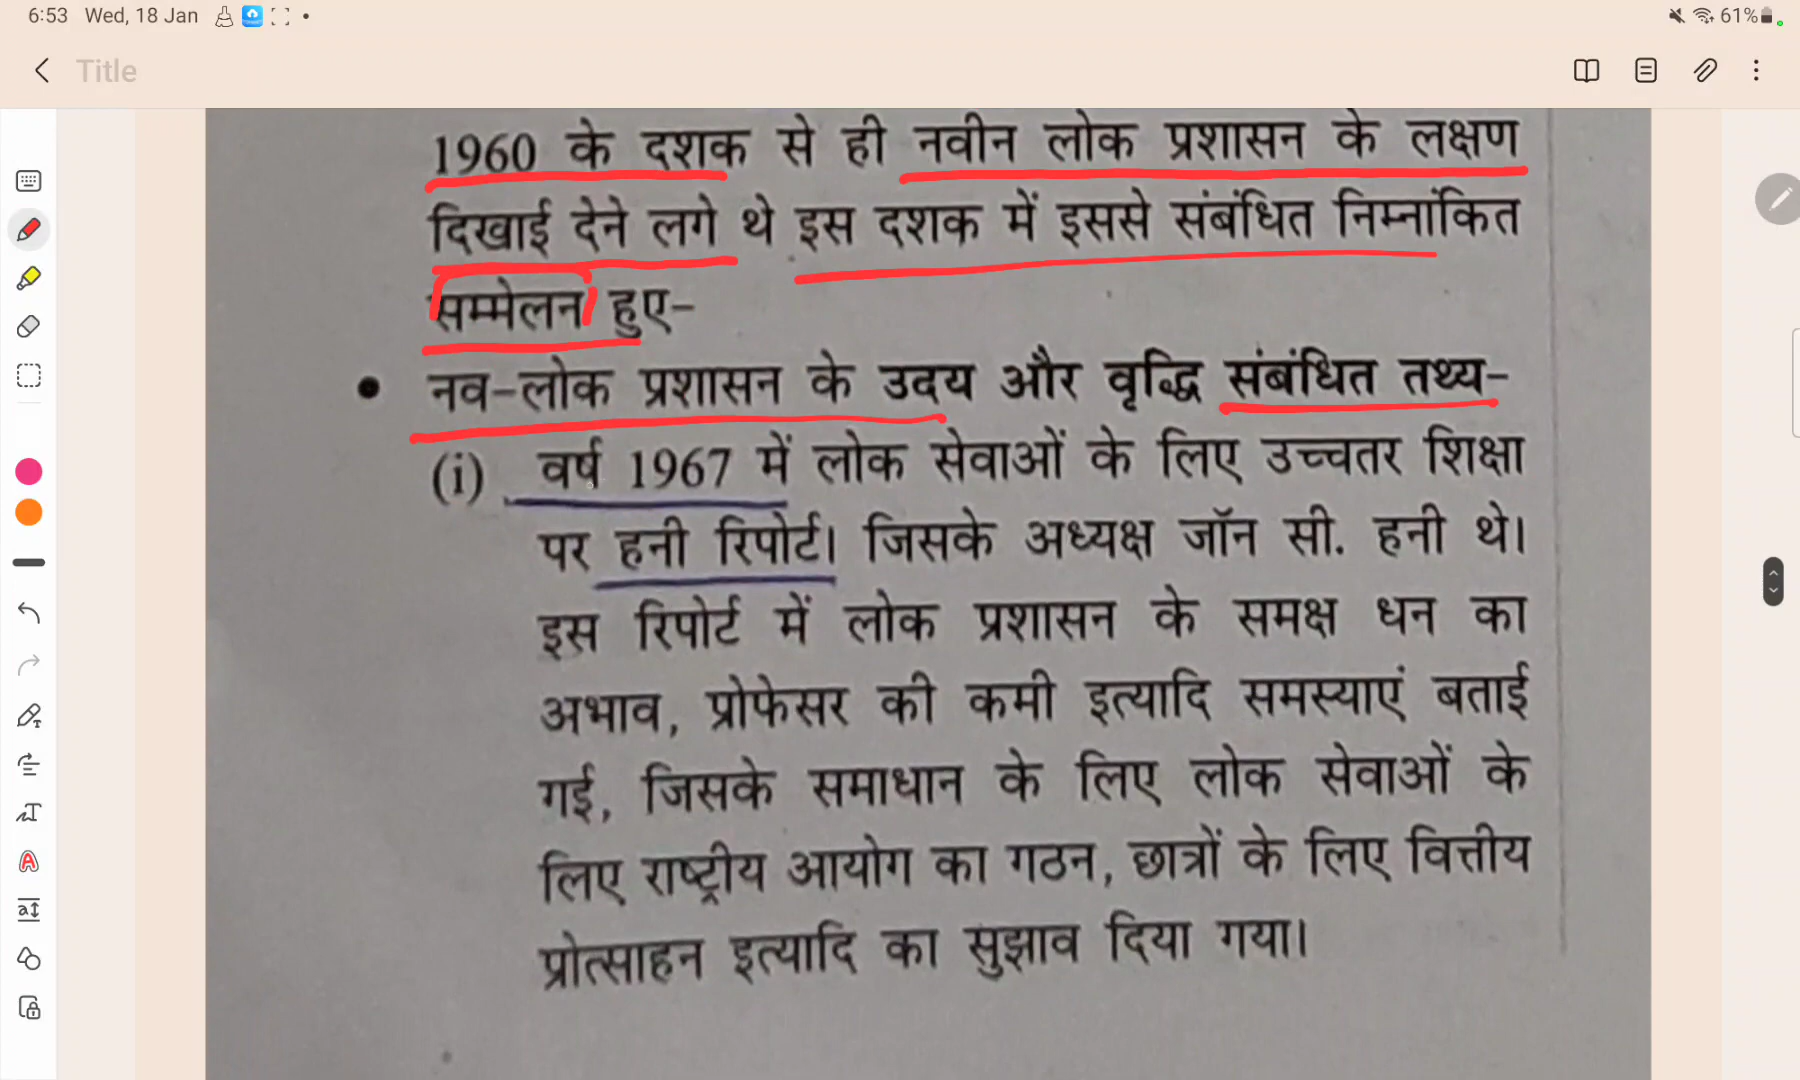 6:53 Wed, 18 Jan
61%
Title
1960 के दशक से ही नवीन लोक प्रशासन के लक्षण
दिखाई देने लगे थे इस दशक में इससे संबंधित निम्नांकित
सम्मेलन हुए-
• नव-लोक प्रशासन के उदय और वृद्धि संबंधित तथ्य-
(i) वर्ष 1967 में लोक सेवाओं के लिए उच्चतर शिक्षा
पर हनी रिपोर्ट। जिसके अध्यक्ष जॉन सी. हनी थे।
इस रिपोर्ट में लोक प्रशासन के समक्ष धन का
अभाव, प्रोफेसर की कमी इत्यादि समस्याएं बताई
गई, जिसके समाधान के लिए लोक सेवाओं के
लिए राष्ट्रीय आयोग का गठन, छात्रों के लिए वित्तीय
प्रोत्साहन इत्यादि का सुझाव दिया गया।